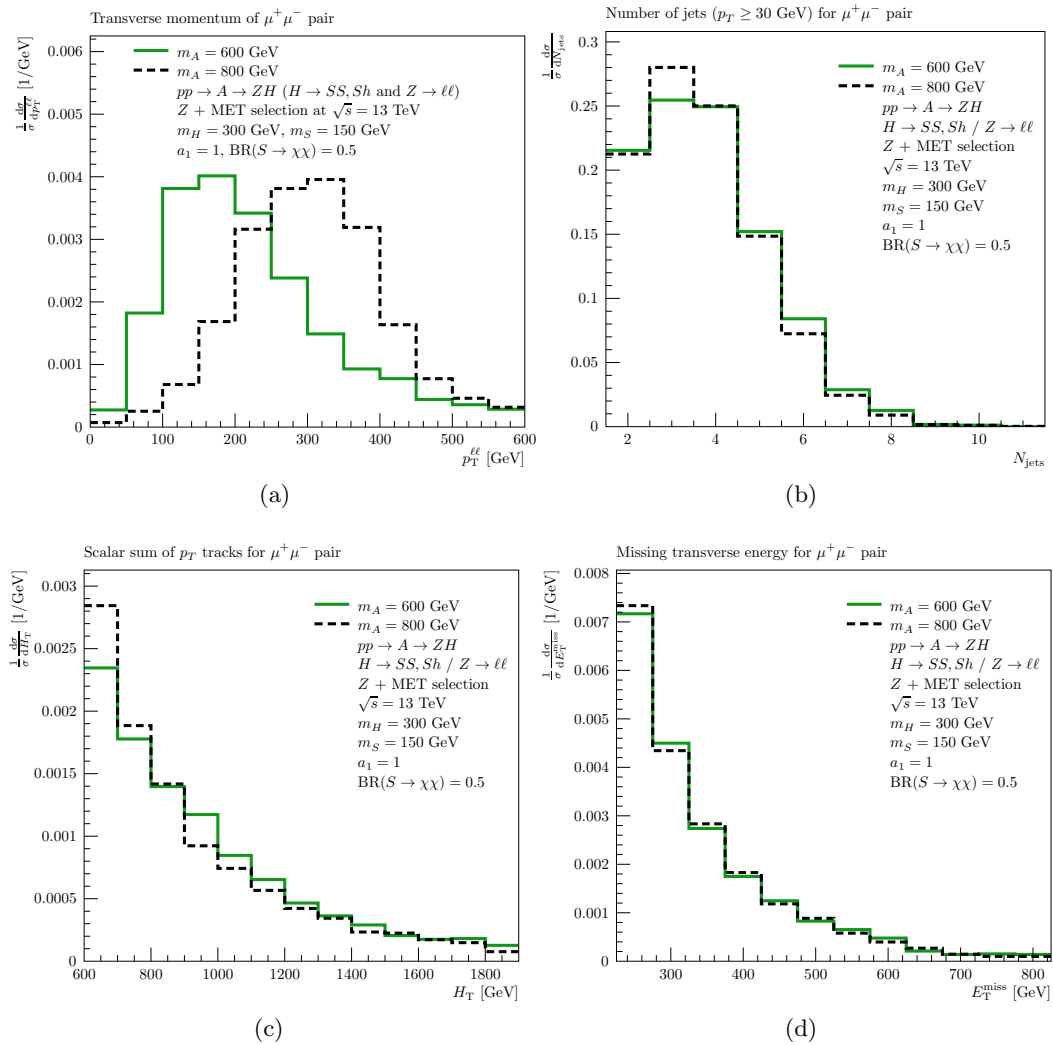 Transverse momentum of μ⁺μ⁻ pair
1/σ dσ/dp_T^ℓℓ [1/GeV]
0.006
0.005
0.004
0.003
0.002
0.001
0
m_A = 600 GeV
m_A = 800 GeV
pp → A → ZH (H → SS, Sh and Z → ℓℓ)
Z + MET selection at √s = 13 TeV
m_H = 300 GeV, m_S = 150 GeV
a₁ = 1, BR(S → χχ) = 0.5
0 100 200 300 400 500 600
p_T^ℓℓ [GeV]
(a)
Number of jets (p_T ≥ 30 GeV) for μ⁺μ⁻ pair
1/σ dσ/dN_jets
0.25
0.2
0.15
0.1
0.05
0
m_A = 600 GeV
m_A = 800 GeV
pp → A → ZH
H → SS, Sh / Z → ℓℓ
Z + MET selection
√s = 13 TeV
m_H = 300 GeV
m_S = 150 GeV
a₁ = 1
BR(S → χχ) = 0.5
2 4 6 8 10
N_jets
(b)
Scalar sum of p_T tracks for μ⁺μ⁻ pair
1/σ dσ/dH_T [1/GeV]
0.003
0.0025
0.002
0.0015
0.001
0.0005
0
m_A = 600 GeV
m_A = 800 GeV
pp → A → ZH
H → SS, Sh / Z → ℓℓ
Z + MET selection
√s = 13 TeV
m_H = 300 GeV
m_S = 150 GeV
a₁ = 1
BR(S → χχ) = 0.5
600 800 1000 1200 1400 1600 1800
H_T [GeV]
(c)
Missing transverse energy for μ⁺μ⁻ pair
1/σ dσ/dE_T^miss [1/GeV]
0.008
0.007
0.006
0.005
0.004
0.003
0.002
0.001
0
m_A = 600 GeV
m_A = 800 GeV
pp → A → ZH
H → SS, Sh / Z → ℓℓ
Z + MET selection
√s = 13 TeV
m_H = 300 GeV
m_S = 150 GeV
a₁ = 1
BR(S → χχ) = 0.5
300 400 500 600 700 800
E_T^miss [GeV]
(d)